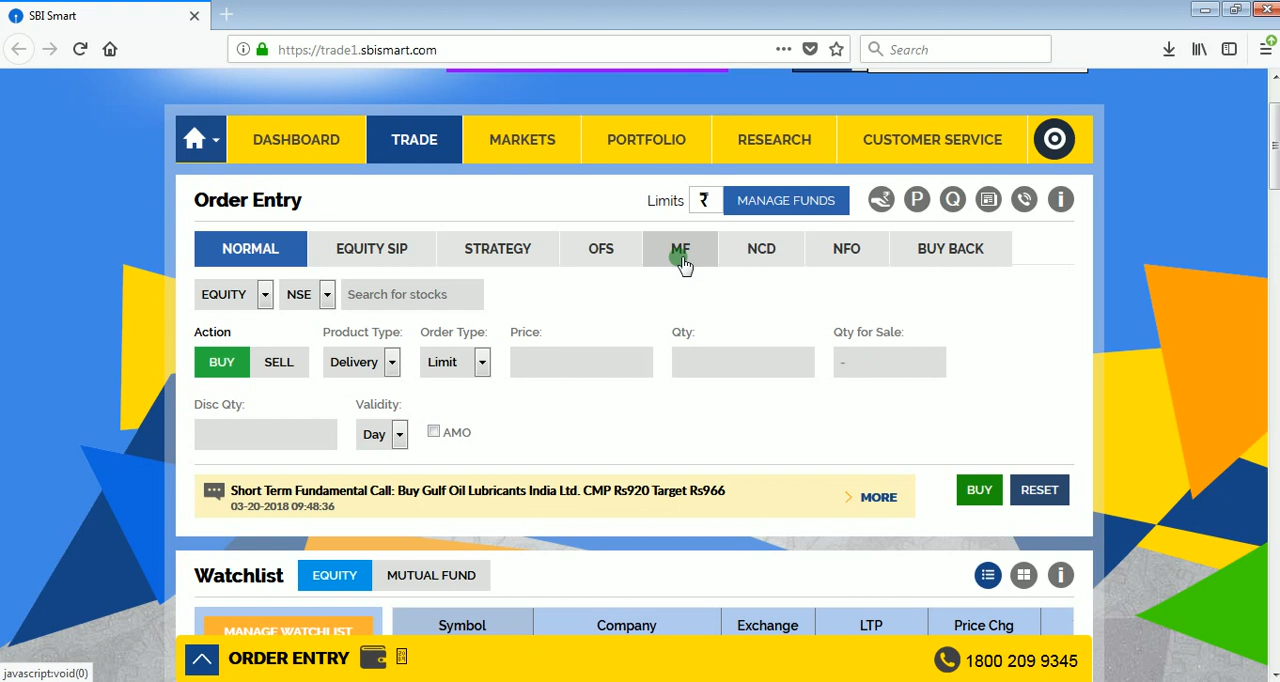 SBI Smart
https://trade1.sbismart.com
Search
DASHBOARD
TRADE
MARKETS
PORTFOLIO
RESEARCH
CUSTOMER SERVICE
Order Entry
Limits ₹ MANAGE FUNDS
P Q i
NORMAL
EQUITY SIP
STRATEGY
OFS
MF
NCD
NFO
BUY BACK
EQUITY NSE Search for stocks
Action Product Type: Order Type: Price: Qty: Qty for Sale:
BUY SELL Delivery Limit -
Disc Qty: Validity:
Day AMO
Short Term Fundamental Call: Buy Gulf Oil Lubricants India Ltd. CMP Rs920 Target Rs966
03-20-2018 09:48:36
MORE
BUY RESET
Watchlist EQUITY MUTUAL FUND i
MANAGE WATCHLIST
Symbol Company Exchange LTP Price Chg
ORDER ENTRY
1800 209 9345
javascript:void(0)